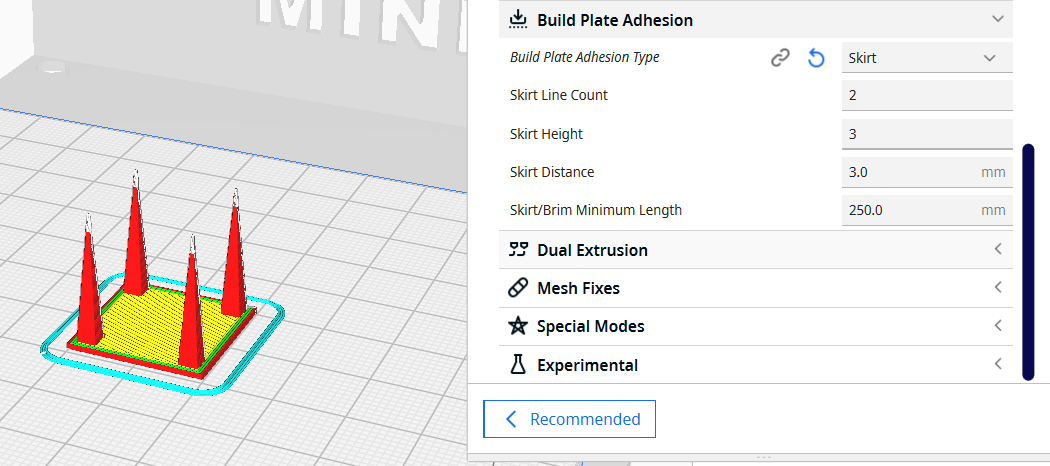 MINI
Build Plate Adhesion
Build Plate Adhesion Type
Skirt
Skirt Line Count
2
Skirt Height
3
Skirt Distance
3.0 mm
Skirt/Brim Minimum Length
250.0 mm
Dual Extrusion
Mesh Fixes
Special Modes
Experimental
Recommended